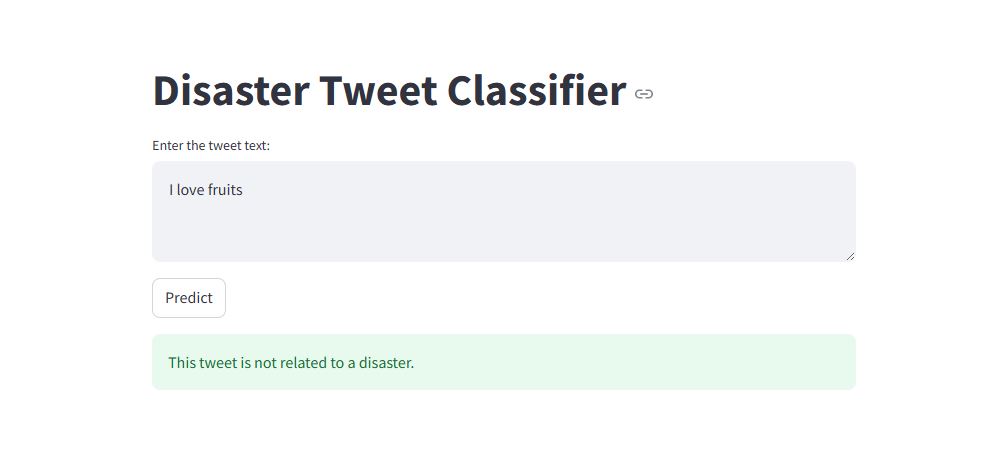 Disaster Tweet Classifier
Enter the tweet text:
I love fruits
Predict
This tweet is not related to a disaster.